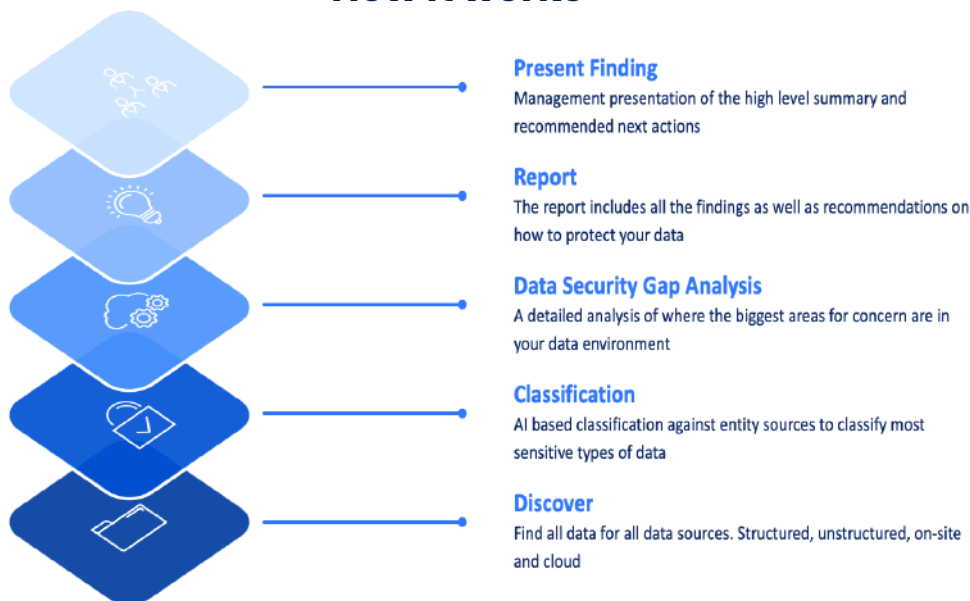 Present Finding
Management presentation of the high level summary and
recommended next actions
Report
The report includes all the findings as well as recommendations on
how to protect your data
Data Security Gap Analysis
A detailed analysis of where the biggest areas for concern are in
your data environment
Classification
AI based classification against entity sources to classify most
sensitive types of data
Discover
Find all data for all data sources. Structured, unstructured, on-site
and cloud